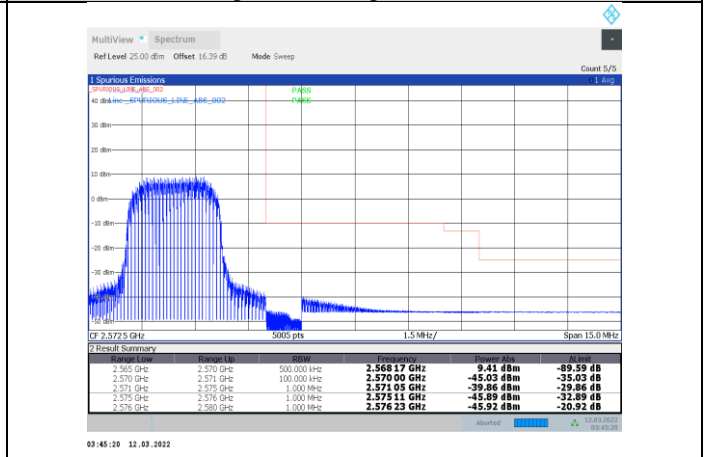 MultiView Spectrum
Ref Level 25.00 dBm Offset 16.39 dB Mode Sweep
Count 5/5
1 Spurious Emissions 1 Avg
_SPURIOUS_LINE_ABS_002 PASS
40 dBm Line _SPURIOUS_LINE_ABS_002 PASS
30 dBm
20 dBm
10 dBm
0 dBm
-10 dBm
-20 dBm
-30 dBm
-50 dBm
CF 2.5725 GHz 5005 pts 1.5 MHz/ Span 15.0 MHz
2 Result Summary
Range Low Range Up RBW Frequency Power Abs ΔLimit
2.565 GHz 2.570 GHz 500.000 kHz 2.568 17 GHz 9.41 dBm -89.59 dB
2.570 GHz 2.571 GHz 100.000 kHz 2.570 00 GHz -45.03 dBm -35.03 dB
2.571 GHz 2.575 GHz 1.000 MHz 2.571 05 GHz -39.86 dBm -29.86 dB
2.575 GHz 2.576 GHz 1.000 MHz 2.575 11 GHz -45.89 dBm -32.89 dB
2.576 GHz 2.580 GHz 1.000 MHz 2.576 23 GHz -45.92 dBm -20.92 dB
Aborted 12.03.2022
03:45:20
03:45:20 12.03.2022